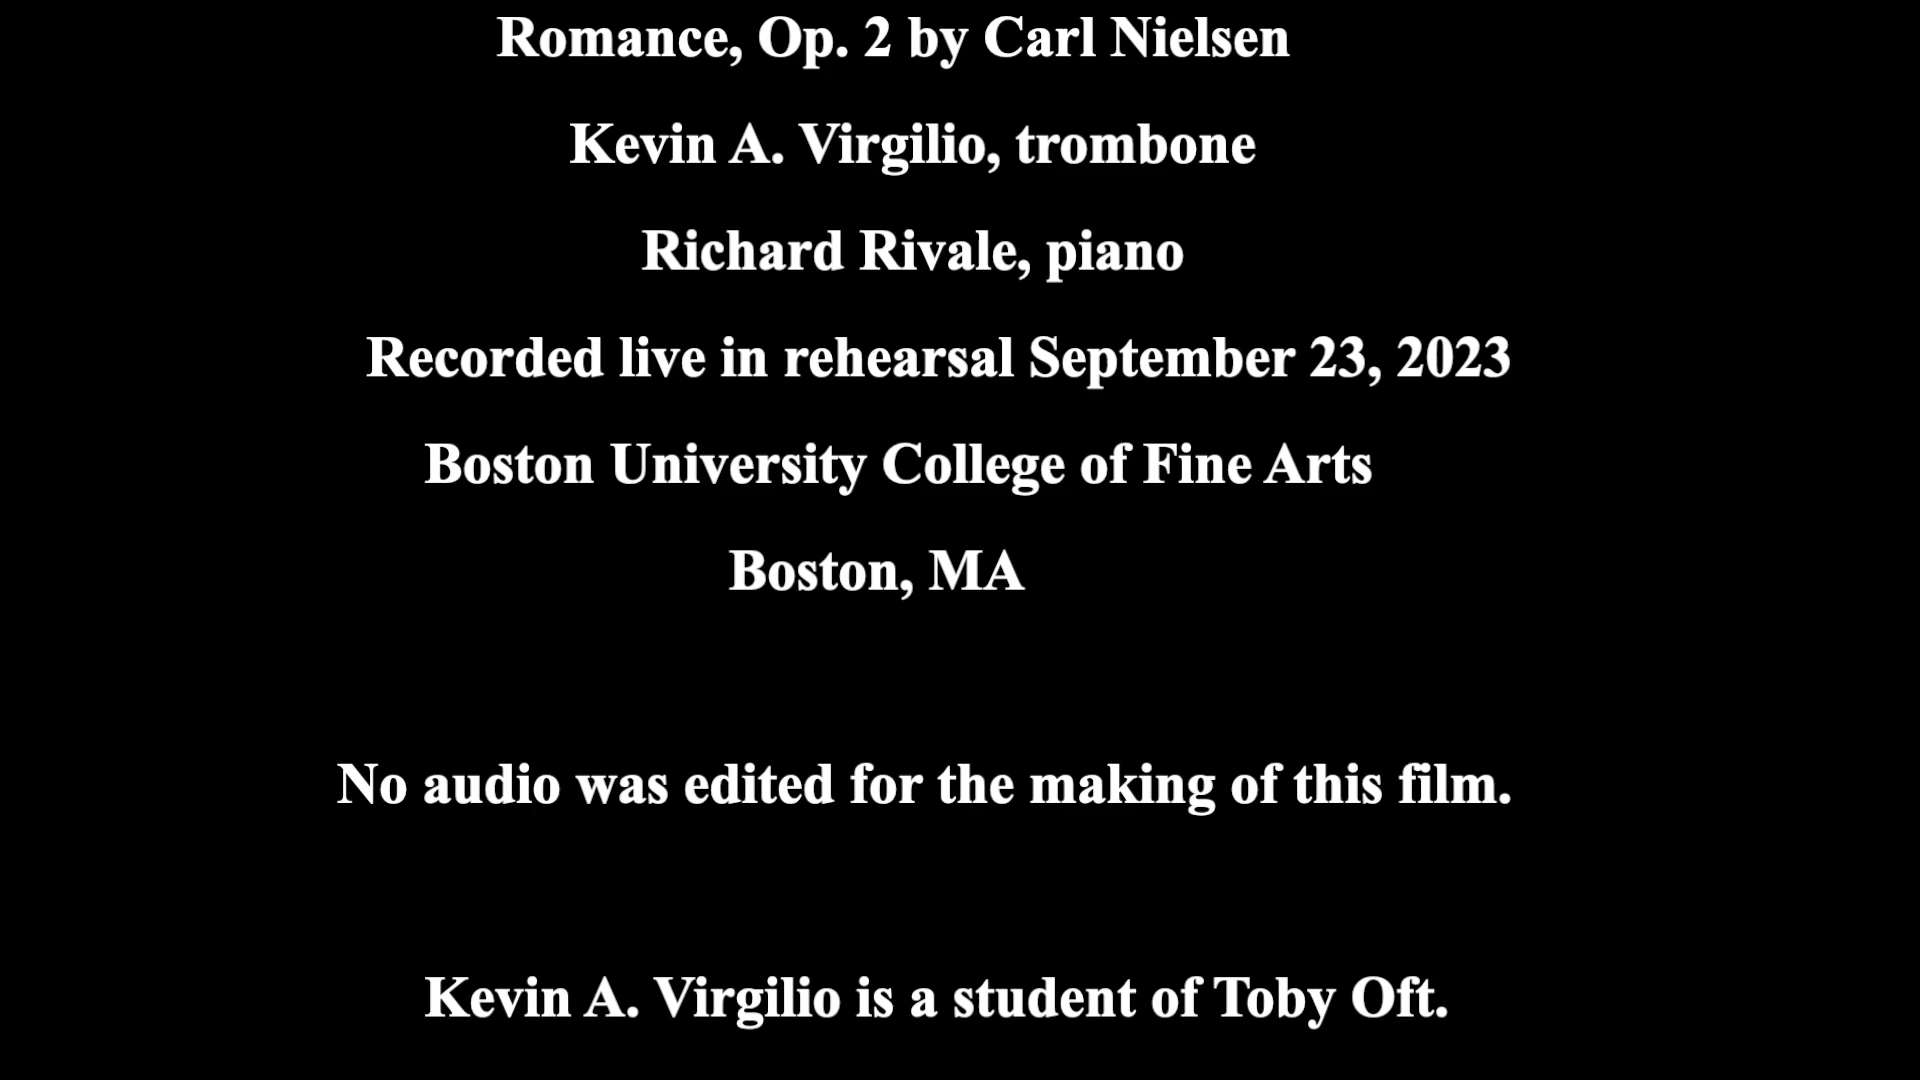 Romance, Op. 2 by Carl Nielsen
Kevin A. Virgilio, trombone
Richard Rivale, piano
Recorded live in rehearsal September 23, 2023
Boston University College of Fine Arts
Boston, MA
No audio was edited for the making of this film.
Kevin A. Virgilio is a student of Toby Oft.